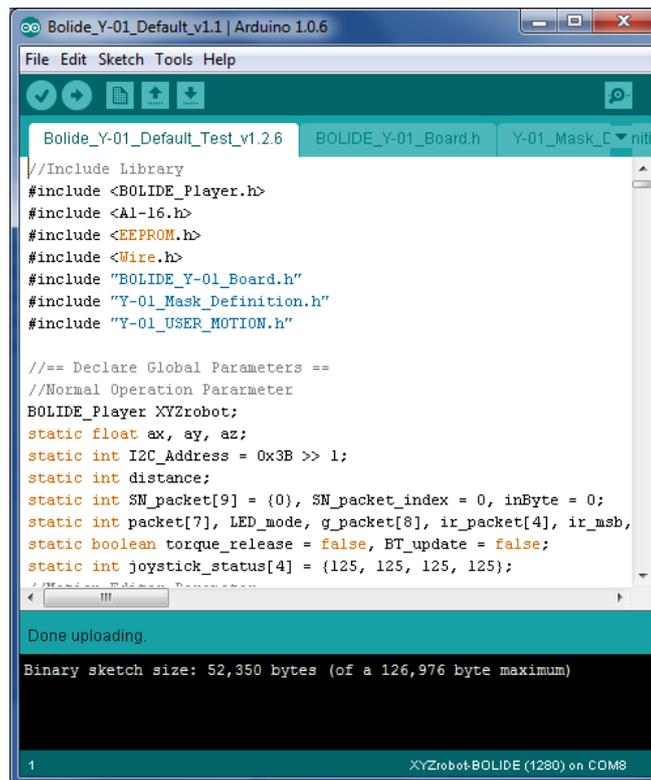 Bolide_Y-01_Default_v1.1 | Arduino 1.0.6
File Edit Sketch Tools Help
Bolide_Y-01_Default_Test_v1.2.6 BOLIDE_Y-01_Board.h Y-01_Mask_D niti
//Include Library
#include <BOLIDE_Player.h>
#include <A1-16.h>
#include <EEPROM.h>
#include <Wire.h>
#include "BOLIDE_Y-01_Board.h"
#include "Y-01_Mask_Definition.h"
#include "Y-01_USER_MOTION.h"
//== Declare Global Parameters ==
//Normal Operation Pararmeter
BOLIDE_Player XYZrobot;
static float ax, ay, az;
static int I2C_Address = 0x3B >> 1;
static int distance;
static int SN_packet[9] = {0}, SN_packet_index = 0, inByte = 0;
static int packet[7], LED_mode, g_packet[8], ir_packet[4], ir_msb,
static boolean torque_release = false, BT_update = false;
static int joystick_status[4] = {125, 125, 125, 125};
Done uploading.
Binary sketch size: 52,350 bytes (of a 126,976 byte maximum)
1 XYZrobot-BOLIDE (1280) on COM8